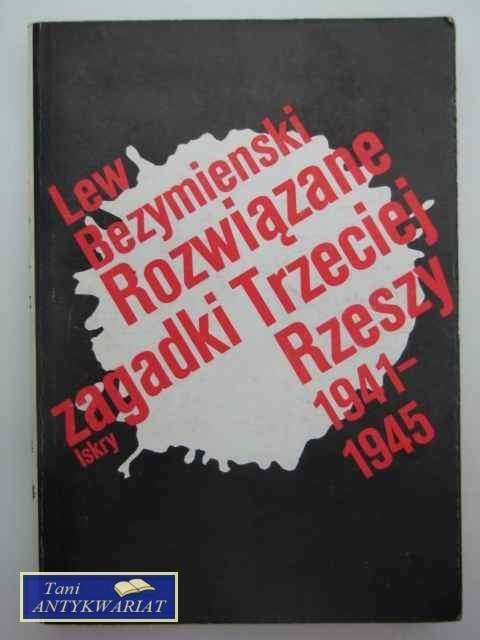 Lew
Bezymienski
Rozwiązane
zagadki Trzeciej
Rzeszy
1941-
1945
Iskry
Tani
ANTYKWARIAT